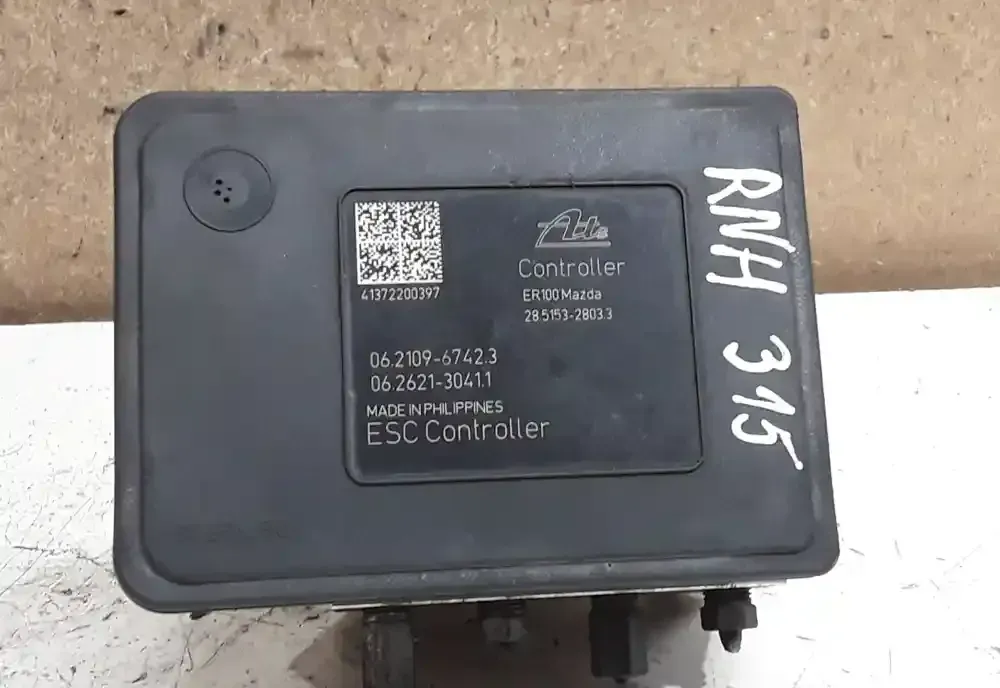 41372200397
Ate
Controller
ER100 Mazda
28.5153-2803.3
06.2109-6742.3
06.2621-3041.1
MADE IN PHILIPPINES
ESC Controller
RNH 315